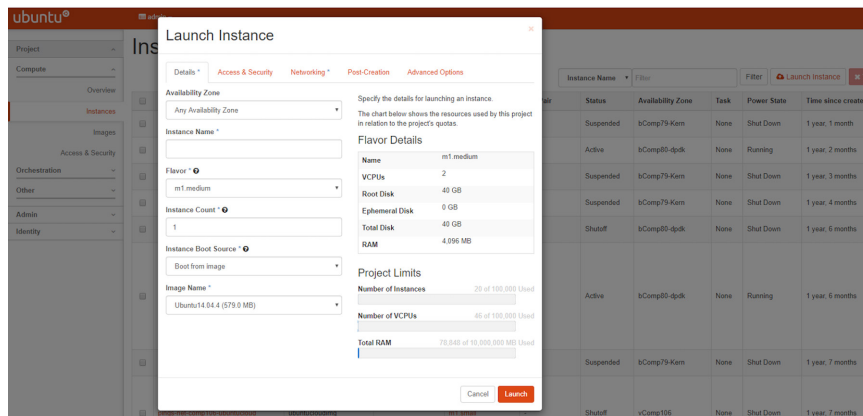 ubuntu®
admin
Launch Instance
×
Project
Ins
Details * Access & Security Networking * Post-Creation Advanced Options
Compute
Instance Name Filter Filter Launch Instance
Overview
Availability Zone
Any Availability Zone
Specify the details for launching an instance.
The chart below shows the resources used by this project
in relation to the project's quotas.
Status Availability Zone Task Power State Time since create
Instances
Images
Access & Security
Instance Name *
Flavor Details
Suspended bComp79-Kern None Shut Down 1 year, 1 month
Name m1.medium
VCPUs 2
Root Disk 40 GB
Ephemeral Disk 0 GB
Total Disk 40 GB
RAM 4,096 MB
Active bComp80-dpdk None Running 1 year, 2 months
Orchestration
Flavor *
m1.medium
Suspended bComp79-Kern None Shut Down 1 year, 3 months
Other
Suspended bComp79-Kern None Shut Down 1 year, 4 months
Admin
Instance Count *
1
Shutoff bComp80-dpdk None Shut Down 1 year, 6 months
Identity
Instance Boot Source *
Boot from image
Project Limits
Image Name *
Ubuntu14.04.4 (579.0 MB)
Number of Instances 28 of 100,000 Used
Active bComp80-dpdk None Running 1 year, 6 months
Number of VCPUs 46 of 100,000 Used
Total RAM 78,848 of 10,000,000 MB Used
Suspended bComp79-Kern None Shut Down 1 year, 7 months
Cancel Launch
m1.small
Shutoff vComp106 None Shut Down 1 year, 7 months